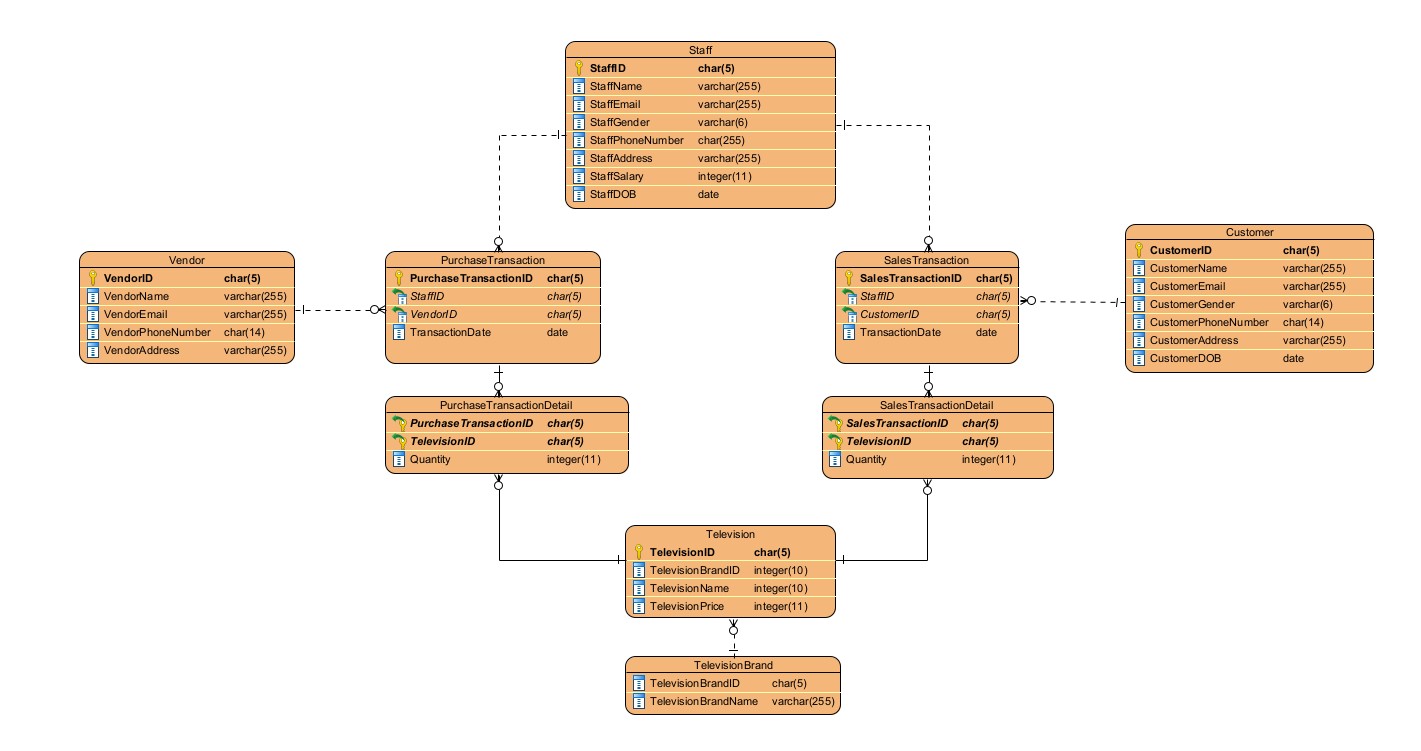 Staff
StaffID char(5)
StaffName varchar(255)
StaffEmail varchar(255)
StaffGender varchar(6)
StaffPhoneNumber char(255)
StaffAddress varchar(255)
StaffSalary integer(11)
StaffDOB date
Vendor
VendorID char(5)
VendorName varchar(255)
VendorEmail varchar(255)
VendorPhoneNumber char(14)
VendorAddress varchar(255)
PurchaseTransaction
PurchaseTransactionID char(5)
StaffID char(5)
VendorID char(5)
TransactionDate date
SalesTransaction
SalesTransactionID char(5)
StaffID char(5)
CustomerID char(5)
TransactionDate date
Customer
CustomerID char(5)
CustomerName varchar(255)
CustomerEmail varchar(255)
CustomerGender varchar(6)
CustomerPhoneNumber char(14)
CustomerAddress varchar(255)
CustomerDOB date
PurchaseTransactionDetail
PurchaseTransactionID char(5)
TelevisionID char(5)
Quantity integer(11)
SalesTransactionDetail
SalesTransactionID char(5)
TelevisionID char(5)
Quantity integer(11)
Television
TelevisionID char(5)
TelevisionBrandID integer(10)
TelevisionName integer(10)
TelevisionPrice integer(11)
TelevisionBrand
TelevisionBrandID char(5)
TelevisionBrandName varchar(255)